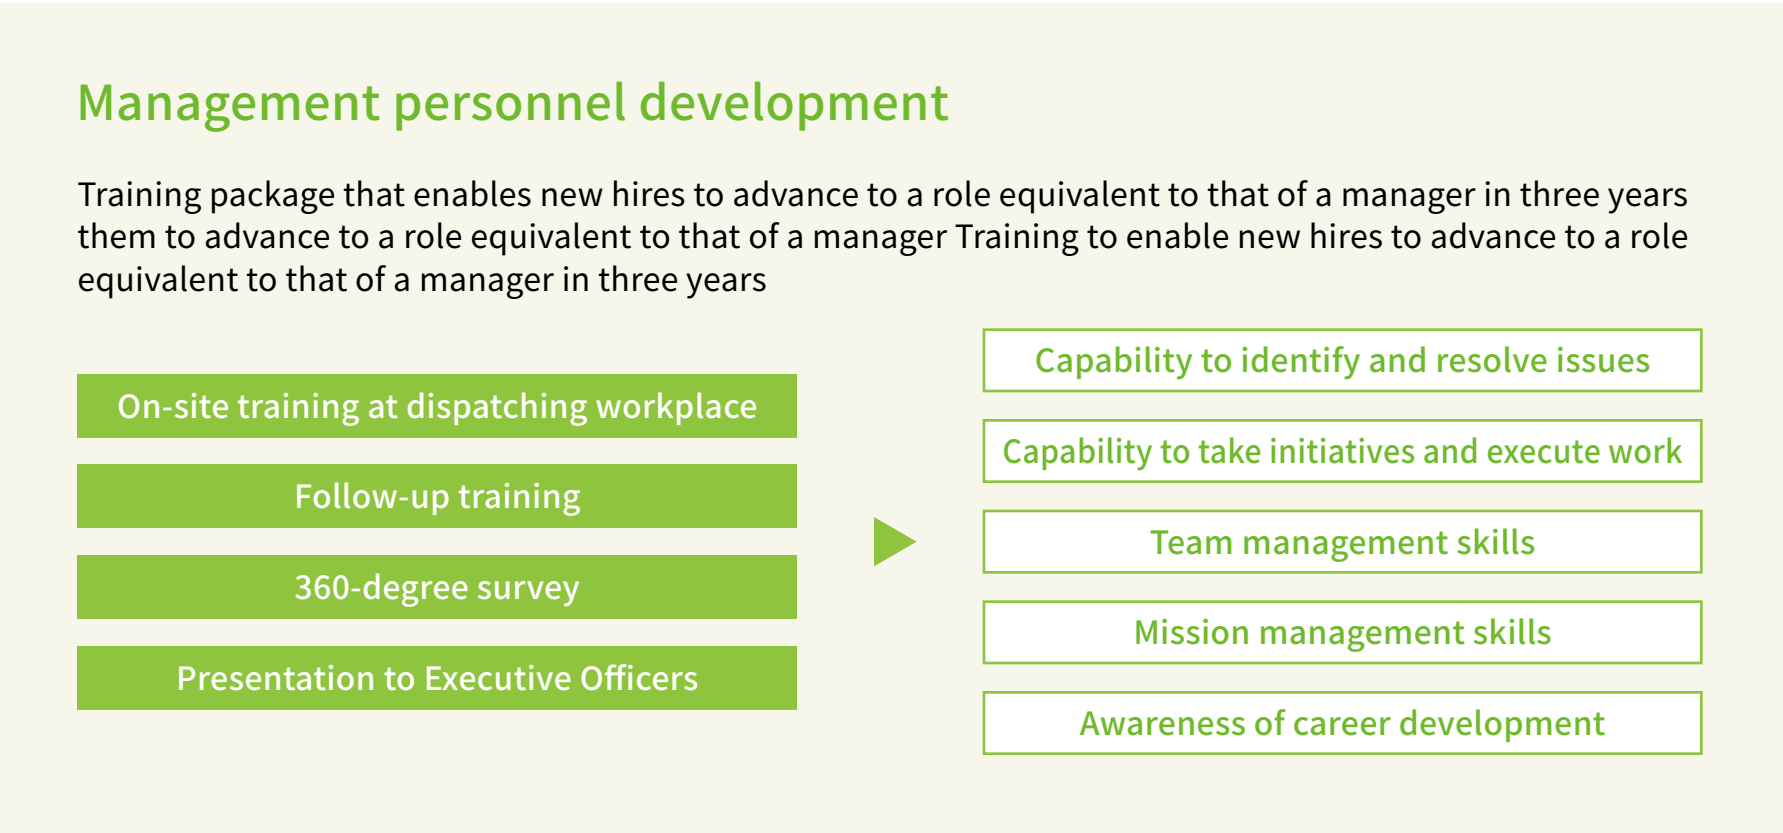 Management personnel development
Training package that enables new hires to advance to a role equivalent to that of a manager in three years
them to advance to a role equivalent to that of a manager Training to enable new hires to advance to a role
equivalent to that of a manager in three years
On-site training at dispatching workplace
Follow-up training
360-degree survey
Presentation to Executive Officers
Capability to identify and resolve issues
Capability to take initiatives and execute work
Team management skills
Mission management skills
Awareness of career development